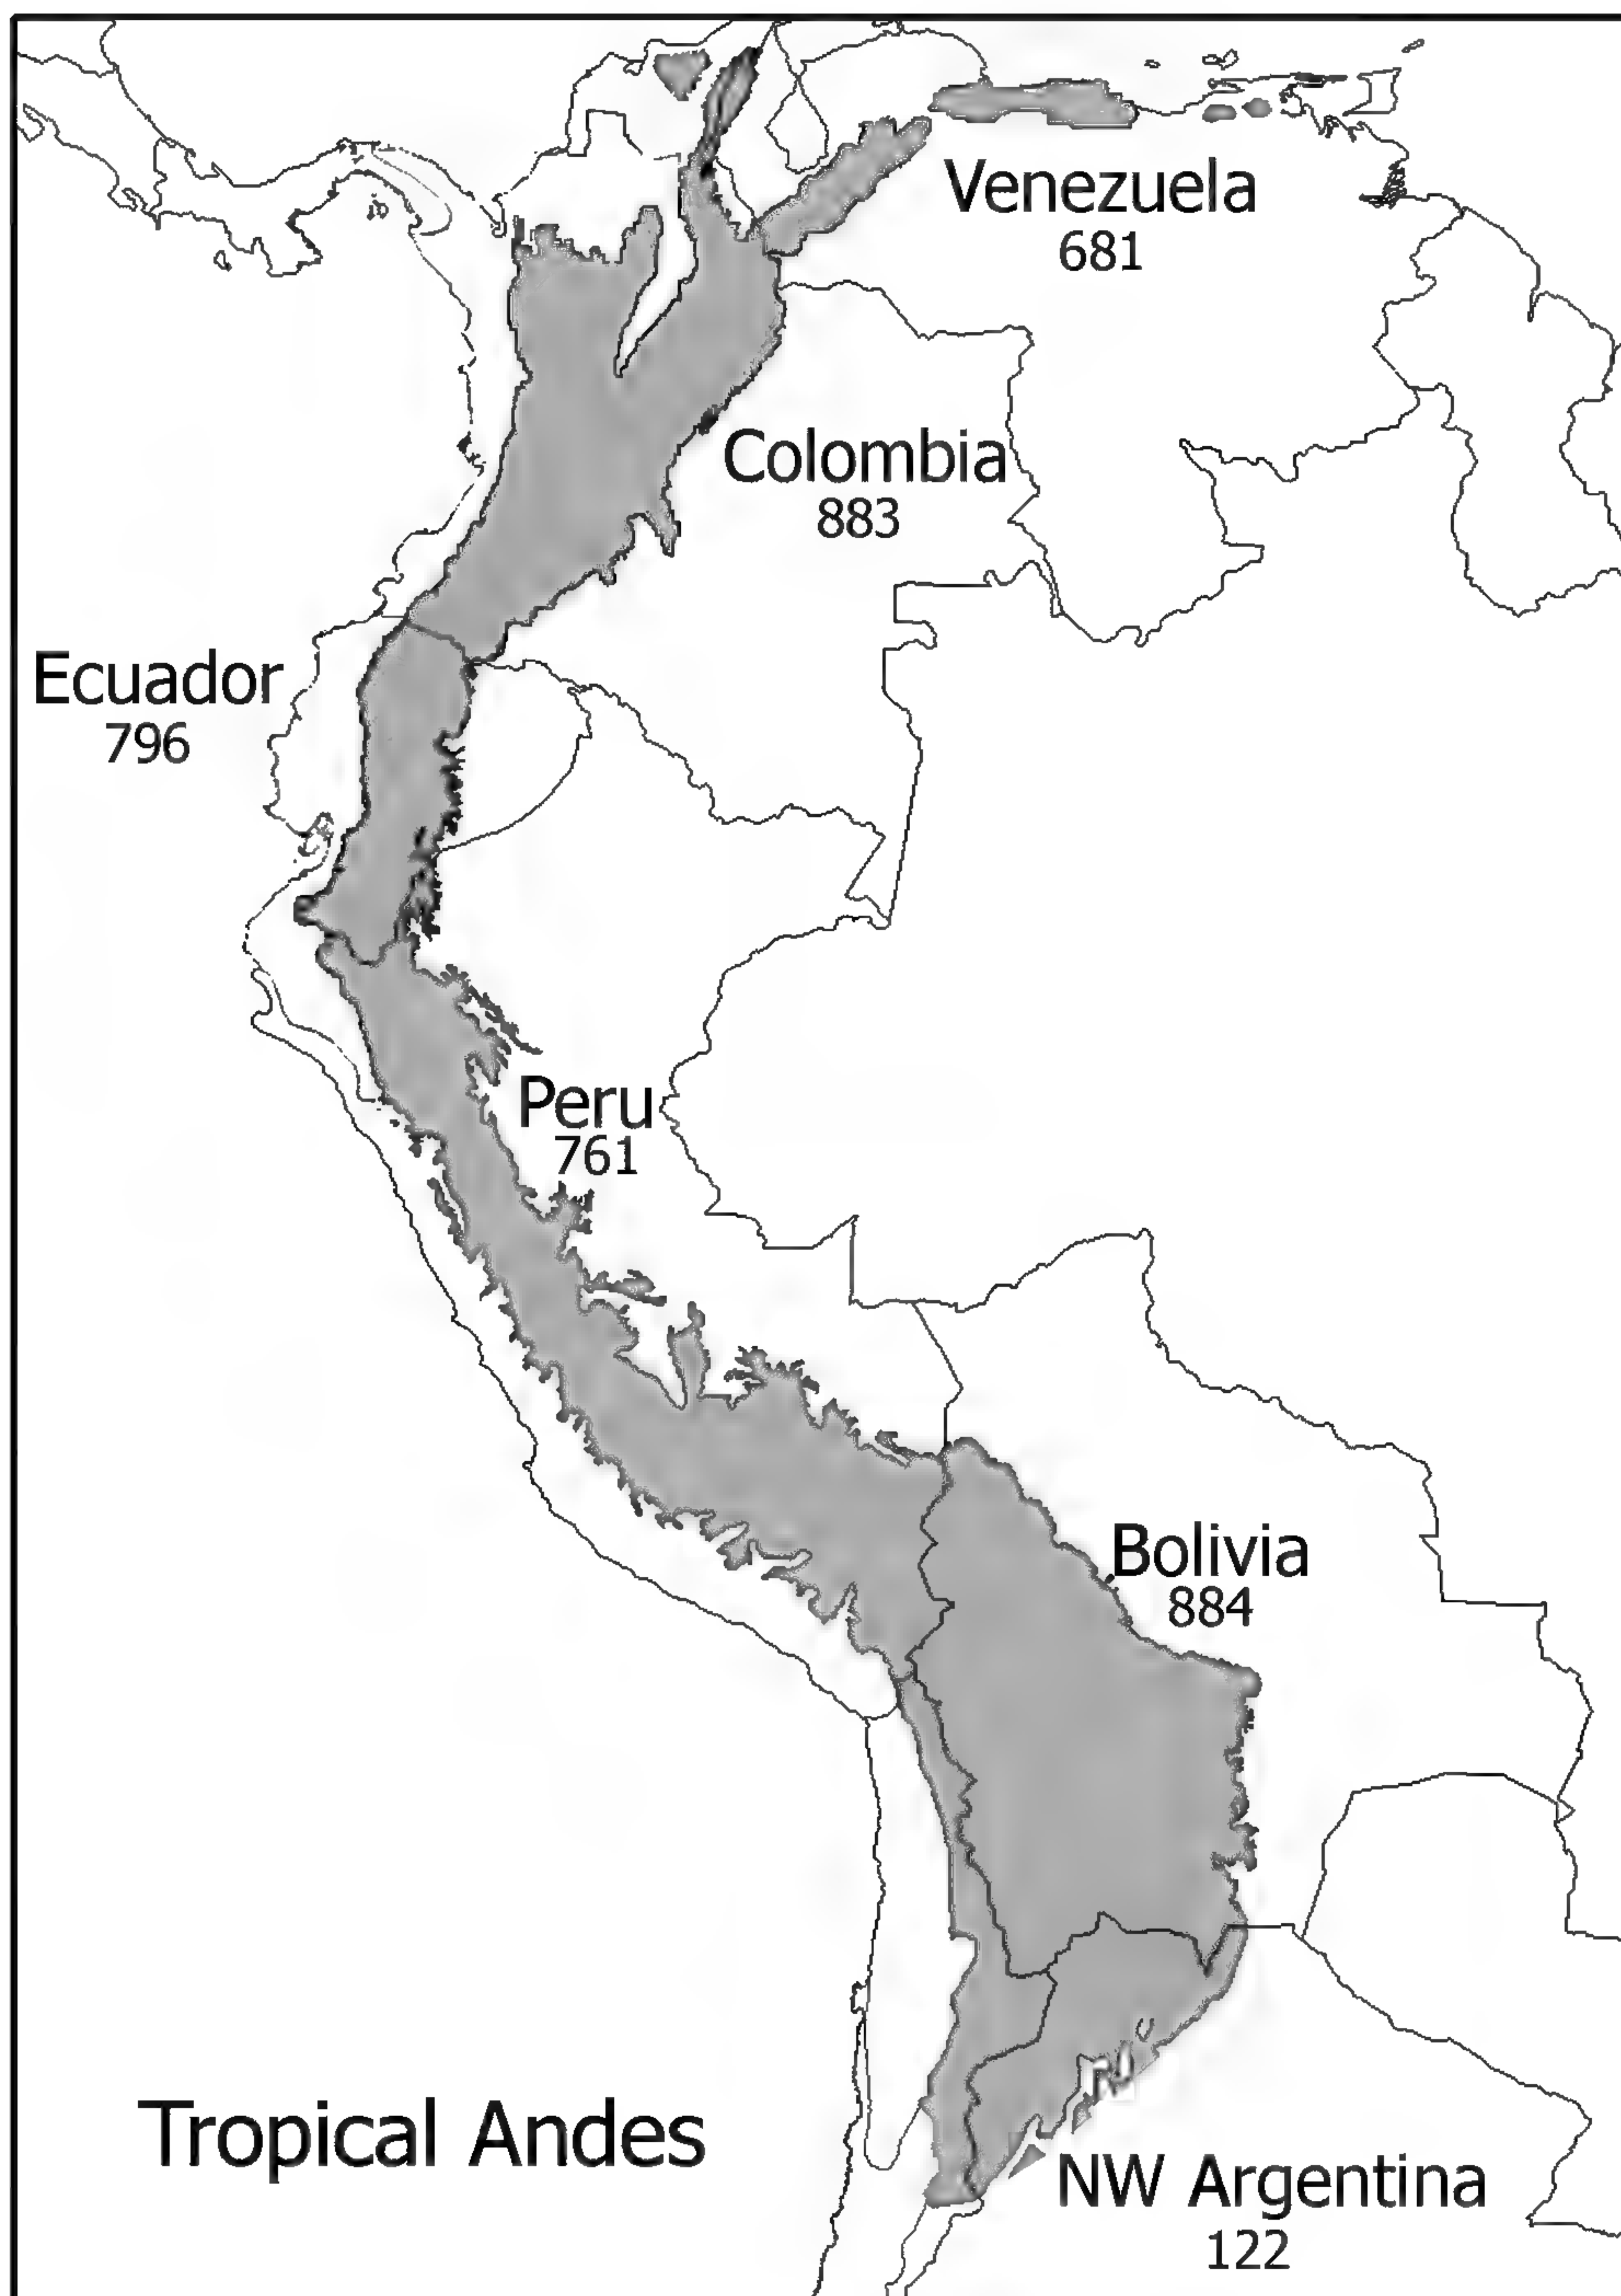 Venezuela
681
Colombia
883
Ecuador
796
Peru
761
Bolivia
884
Tropical Andes
NW Argentina
122